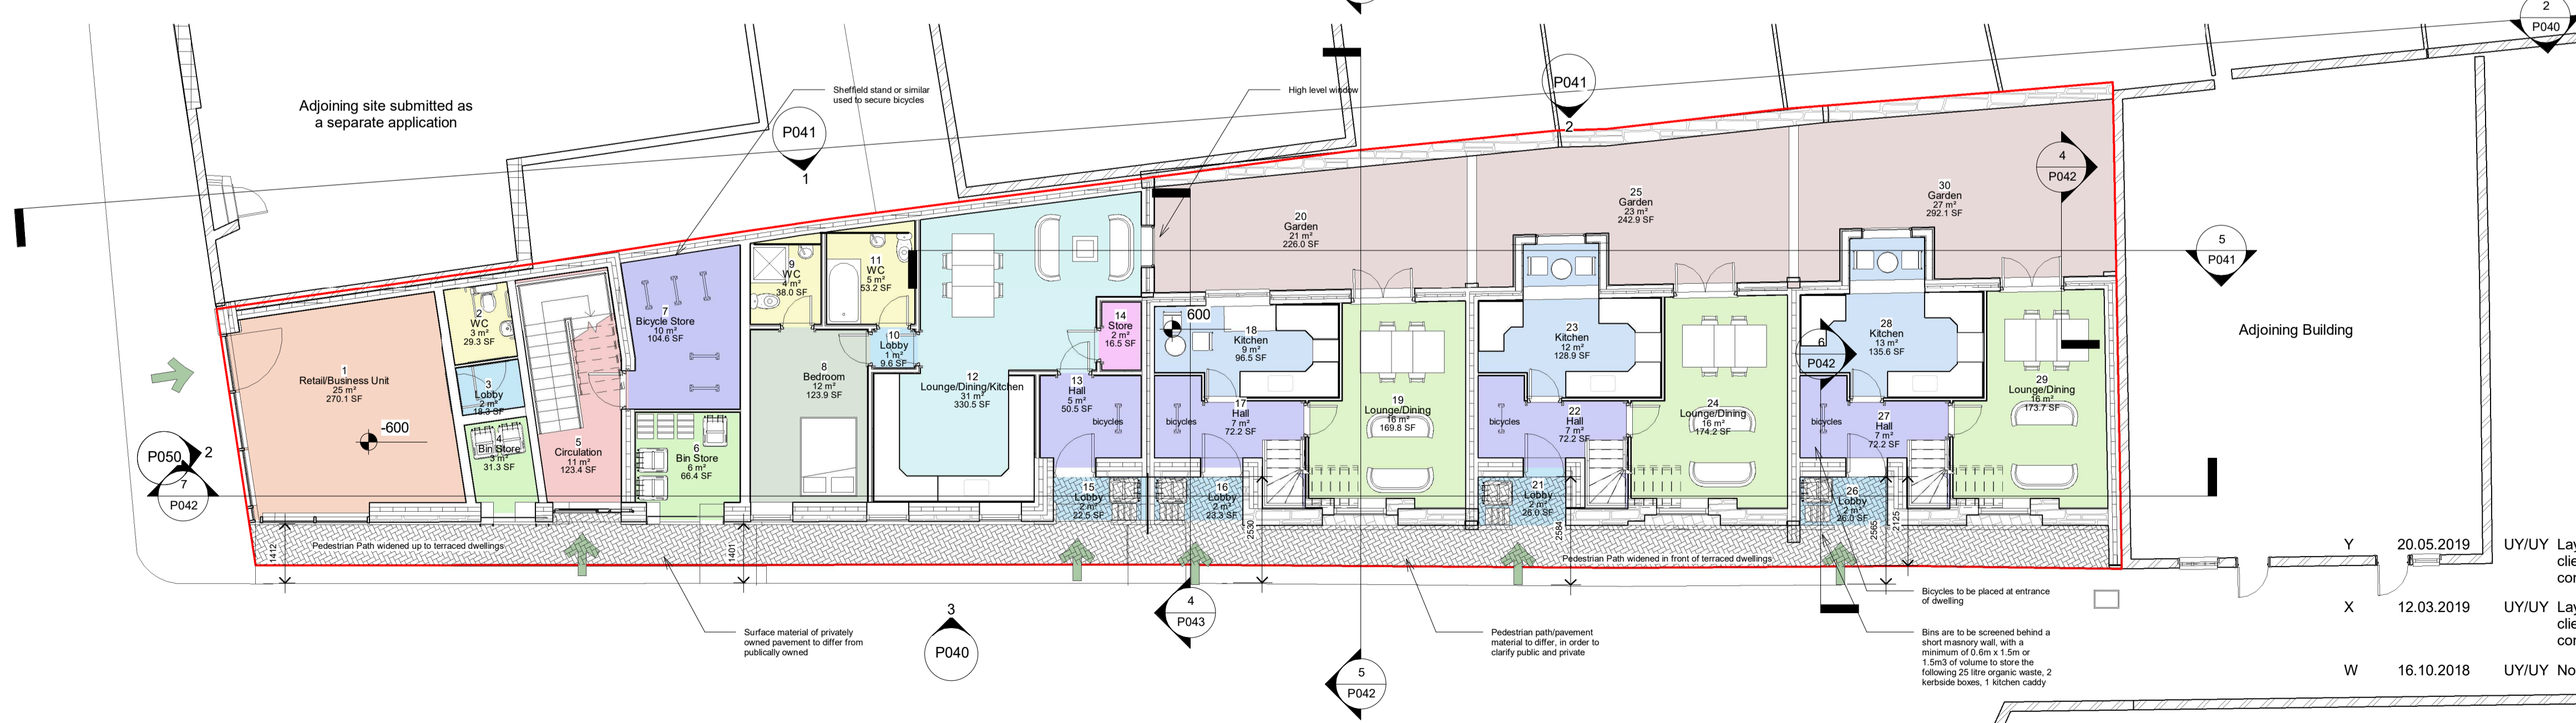 2
P040
Adjoining site submitted as
a separate application
Sheffield stand or similar
used to secure bicycles
High level window
P041
2
P041
1
4
P042
5
P041
Adjoining Building
20
Garden
21 m²
226.0 SF
25
Garden
23 m²
242.9 SF
30
Garden
27 m²
292.1 SF
1
Retail/Business Unit
25 m²
270.1 SF
-600
2
WC
3 m²
29.3 SF
3
Lobby
2 m²
18.3 SF
4
Bin Store
3 m²
31.3 SF
5
Circulation
11 m²
123.4 SF
6
Bin Store
6 m²
66.4 SF
7
Bicycle Store
10 m²
104.6 SF
8
Bedroom
12 m²
123.9 SF
9
WC
4 m²
38.0 SF
10
Lobby
1 m²
9.6 SF
11
WC
5 m²
53.2 SF
12
Lounge/Dining/Kitchen
31 m²
330.5 SF
13
Hall
5 m²
50.5 SF
bicycles
14
Store
2 m²
16.5 SF
15
Lobby
2 m²
22.5 SF
16
Lobby
2 m²
23.3 SF
17
Hall
7 m²
72.2 SF
bicycles
600
18
Kitchen
9 m²
96.5 SF
19
Lounge/Dining
16 m²
169.8 SF
21
Lobby
2 m²
26.0 SF
22
Hall
7 m²
72.2 SF
bicycles
23
Kitchen
12 m²
128.9 SF
24
Lounge/Dining
16 m²
174.2 SF
26
Lobby
2 m²
26.0 SF
27
Hall
7 m²
72.2 SF
bicycles
28
Kitchen
13 m²
135.6 SF
6
P042
29
Lounge/Dining
16 m²
173.7 SF
P050
2
7
P042
1412
1401
2530
2584
2565
2125
Pedestrian Path widened up to terraced dwellings
Pedestrian Path widened in front of terraced dwellings
3
P040
4
P043
5
P042
Surface material of privately
owned pavement to differ from
publically owned
Pedestrian path/pavement
material to differ, in order to
clarify public and private
Bicycles to be placed at entrance
of dwelling
Bins are to be screened behind a
short masnory wall, with a
minimum of 0.6m x 1.5m or
1.5m3 of volume to store the
following 25 litre organic waste, 2
kerbside boxes, 1 kitchen caddy
Y 20.05.2019 UY/UY Lay
clie
con
X 12.03.2019 UY/UY Lay
clie
con
W 16.10.2018 UY/UY No